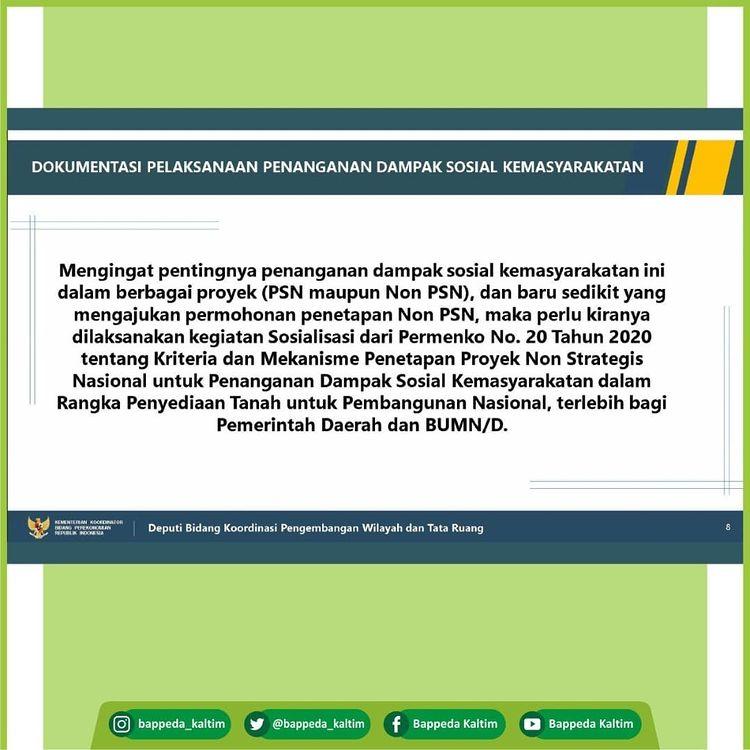 DOKUMENTASI PELAKSANAAN PENANGANAN DAMPAK SOSIAL KEMASYARAKATAN
Mengingat pentingnya penanganan dampak sosial kemasyarakatan ini
dalam berbagai proyek (PSN maupun Non PSN), dan baru sedikit yang
mengajukan permohonan penetapan Non PSN, maka perlu kiranya
dilaksanakan kegiatan Sosialisasi dari Permenko No. 20 Tahun 2020
tentang Kriteria dan Mekanisme Penetapan Proyek Non Strategis
Nasional untuk Penanganan Dampak Sosial Kemasyarakatan dalam
Rangka Penyediaan Tanah untuk Pembangunan Nasional, terlebih bagi
Pemerintah Daerah dan BUMN/D.
KEMENTERIAN KOORDINATOR
BIDANG PEREKONOMIAN
REPUBLIK INDONESIA
Deputi Bidang Koordinasi Pengembangan Wilayah dan Tata Ruang
8
bappeda_kaltim
@bappeda_kaltim
Bappeda Kaltim
Bappeda Kaltim